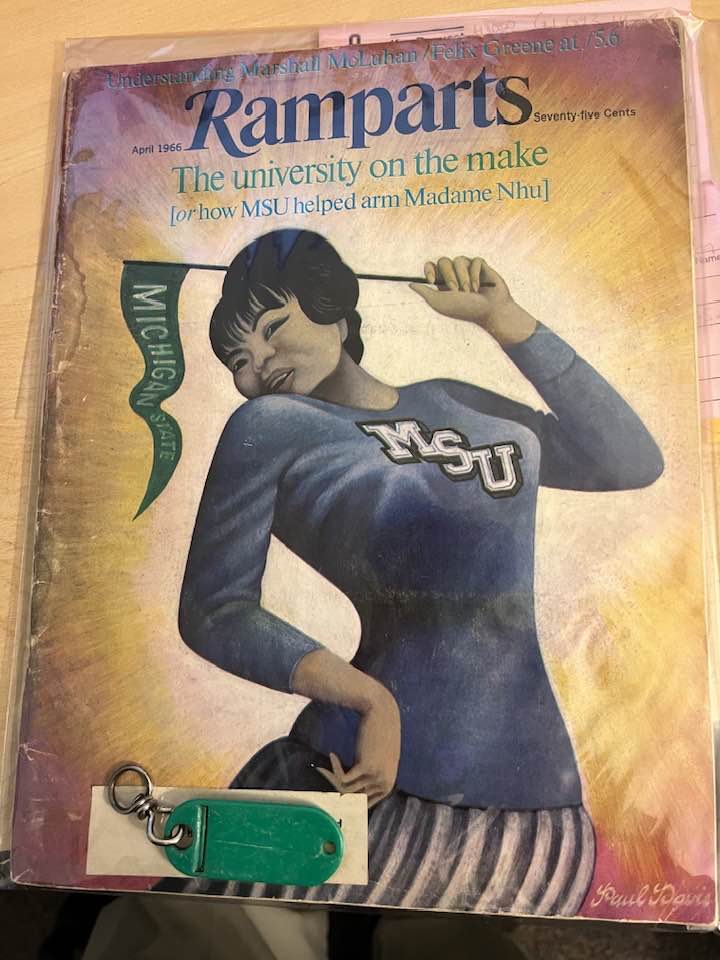 Understanding Marshall McLuhan/Felix Greene at /5.6
Ramparts
April 1966
Seventy-five Cents
The university on the make
[or how MSU helped arm Madame Nhu]
MICHIGAN STATE
MSU
Paul Davis